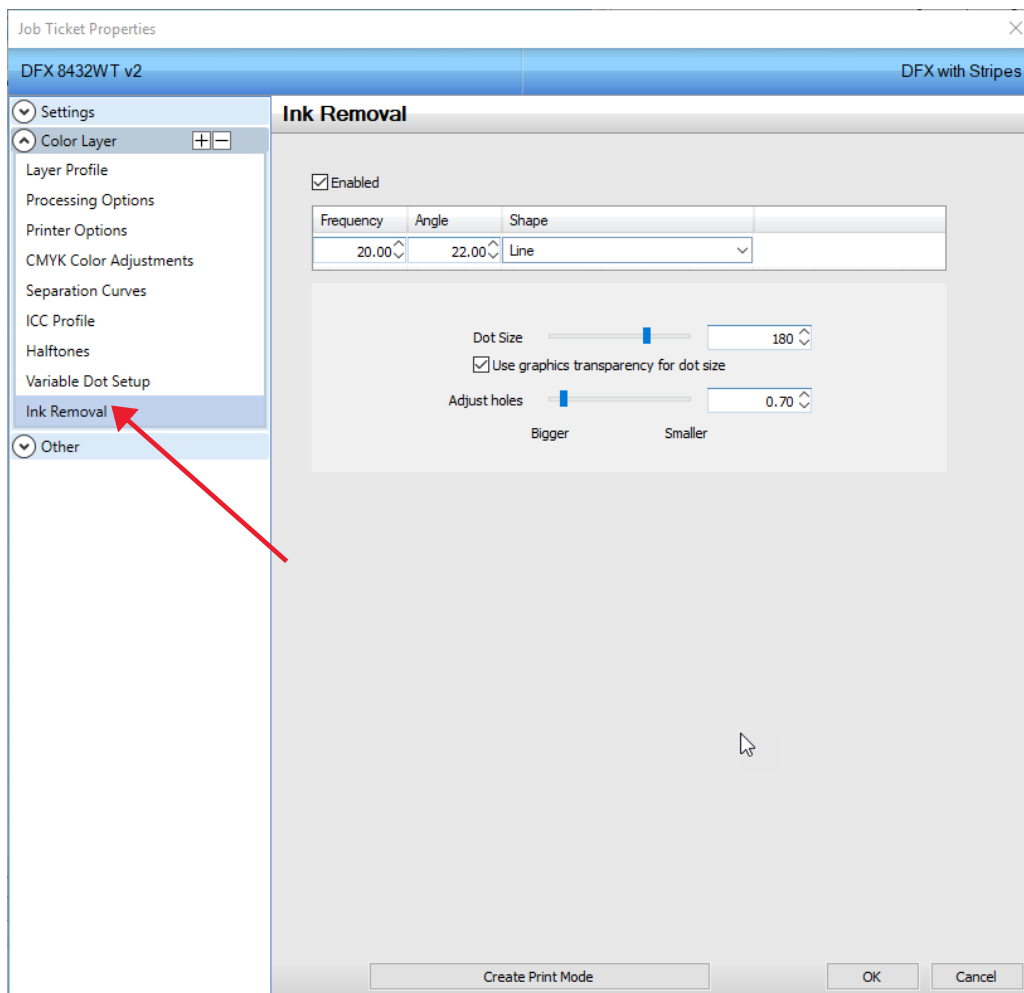 Job Ticket Properties
DFX 8432WT v2
DFX with Stripes
Settings
Color Layer
Layer Profile
Processing Options
Printer Options
CMYK Color Adjustments
Separation Curves
ICC Profile
Halftones
Variable Dot Setup
Ink Removal
Other
Ink Removal
Enabled
Frequency Angle Shape
20.00 22.00 Line
Dot Size 180
Use graphics transparency for dot size
Adjust holes 0.70
Bigger Smaller
Create Print Mode OK Cancel